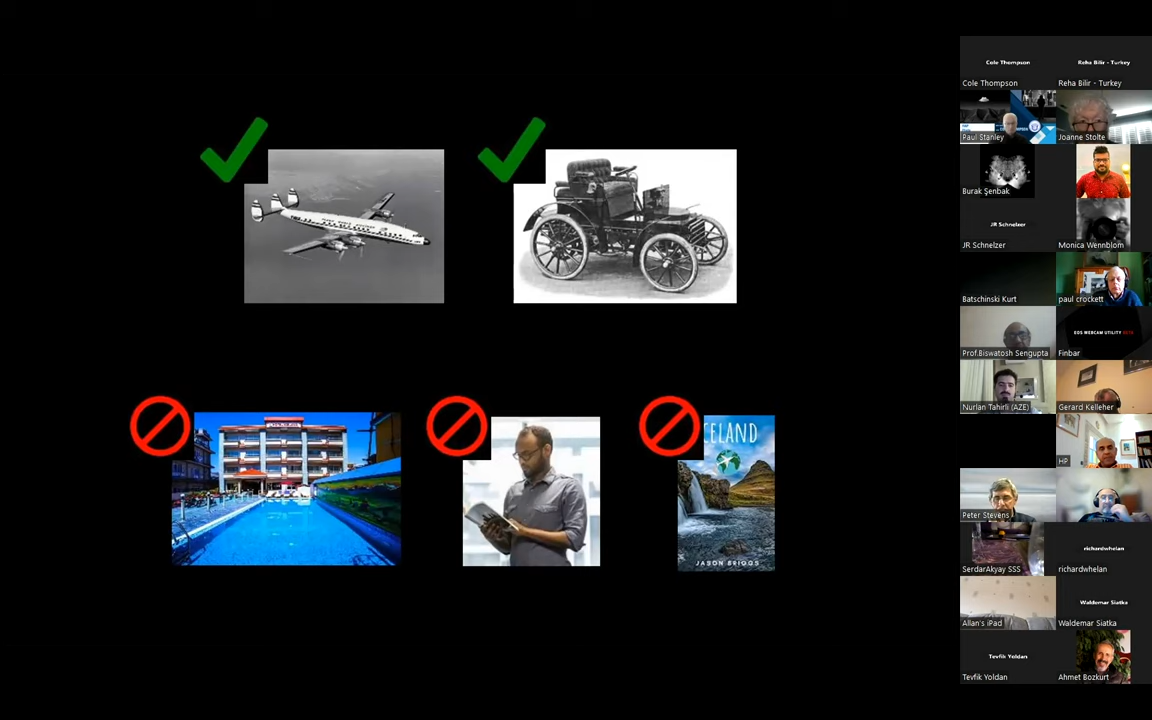 CELAND
JASON BRIGGS
Cole Thompson
Cole Thompson
Reha Bilir - Turkey
Reha Bilir - Turkey
Paul Stanley
Joanne Stolte
Burak Şenbak
JR Schnelzer
JR Schnelzer
Monica Wennblom
Batschinski Kurt
paul crockett
Prof.Biswatosh Sengupta
EOS WEBCAM UTILITY
Finbar
Nurlan Tahirli (AZE)
Gerard Kelleher
HP
Peter Stevens
SerdarAkyay SSS
richardwhelan
richardwhelan
Allan's iPad
Waldemar Siatka
Waldemar Siatka
Tevfik Yoldan
Tevfik Yoldan
Ahmet Bozkurt